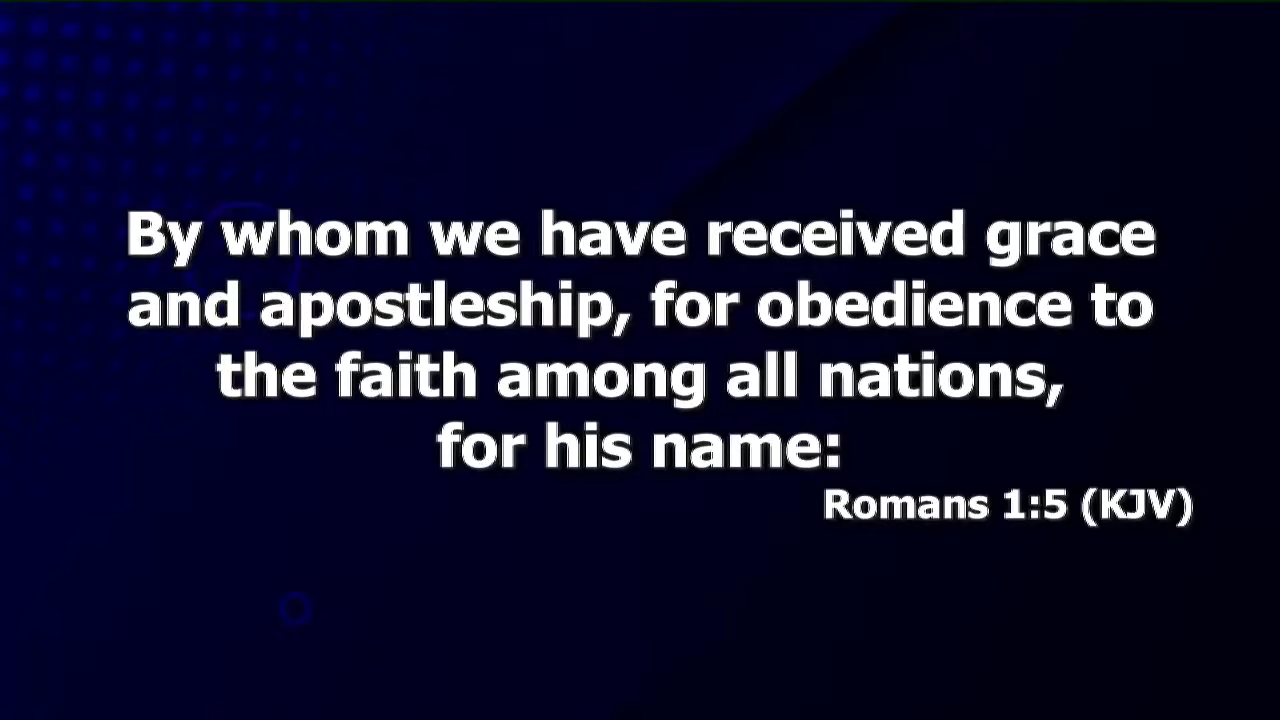 By whom we have received grace
and apostleship, for obedience to
the faith among all nations,
for his name:
Romans 1:5 (KJV)